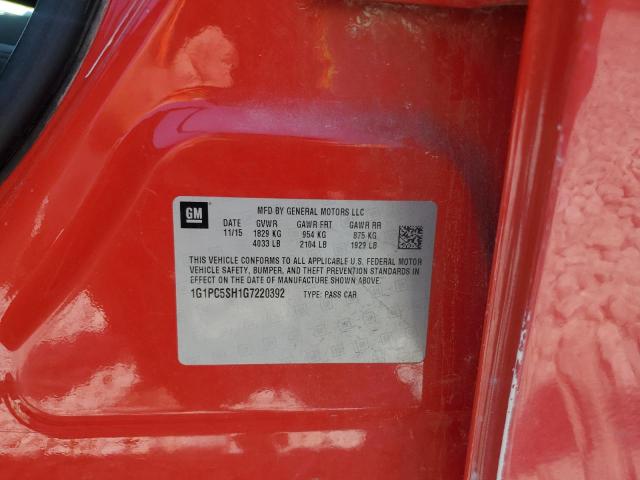 GM
MFD BY GENERAL MOTORS LLC
DATE GVWR GAWR FRT GAWR RR
11/15 1829 KG 954 KG 875 KG
4033 LB 2104 LB 1929 LB
THIS VEHICLE CONFORMS TO ALL APPLICABLE U.S. FEDERAL MOTOR
VEHICLE SAFETY, BUMPER, AND THEFT PREVENTION STANDARDS
IN EFFECT ON THE DATE OF MANUFACTURE SHOWN ABOVE.
1G1PC5SH1G7220392 TYPE: PASS CAR